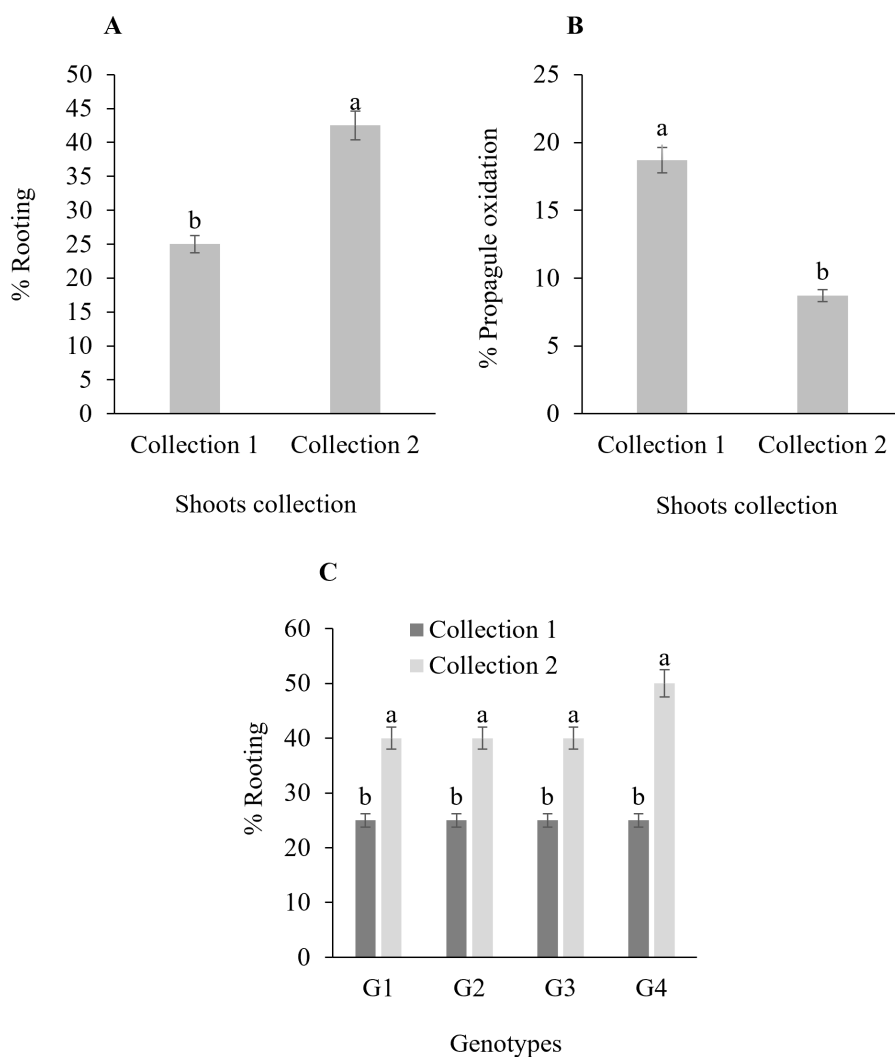 A
% Rooting
50
45
40
35
30
25
20
15
10
5
0
b
a
Collection 1
Collection 2
Shoots collection
B
% Propagule oxidation
25
20
15
10
5
0
a
b
Collection 1
Collection 2
Shoots collection
C
% Rooting
60
50
40
30
20
10
0
Collection 1
Collection 2
b
a
b
a
b
a
b
a
G1
G2
G3
G4
Genotypes